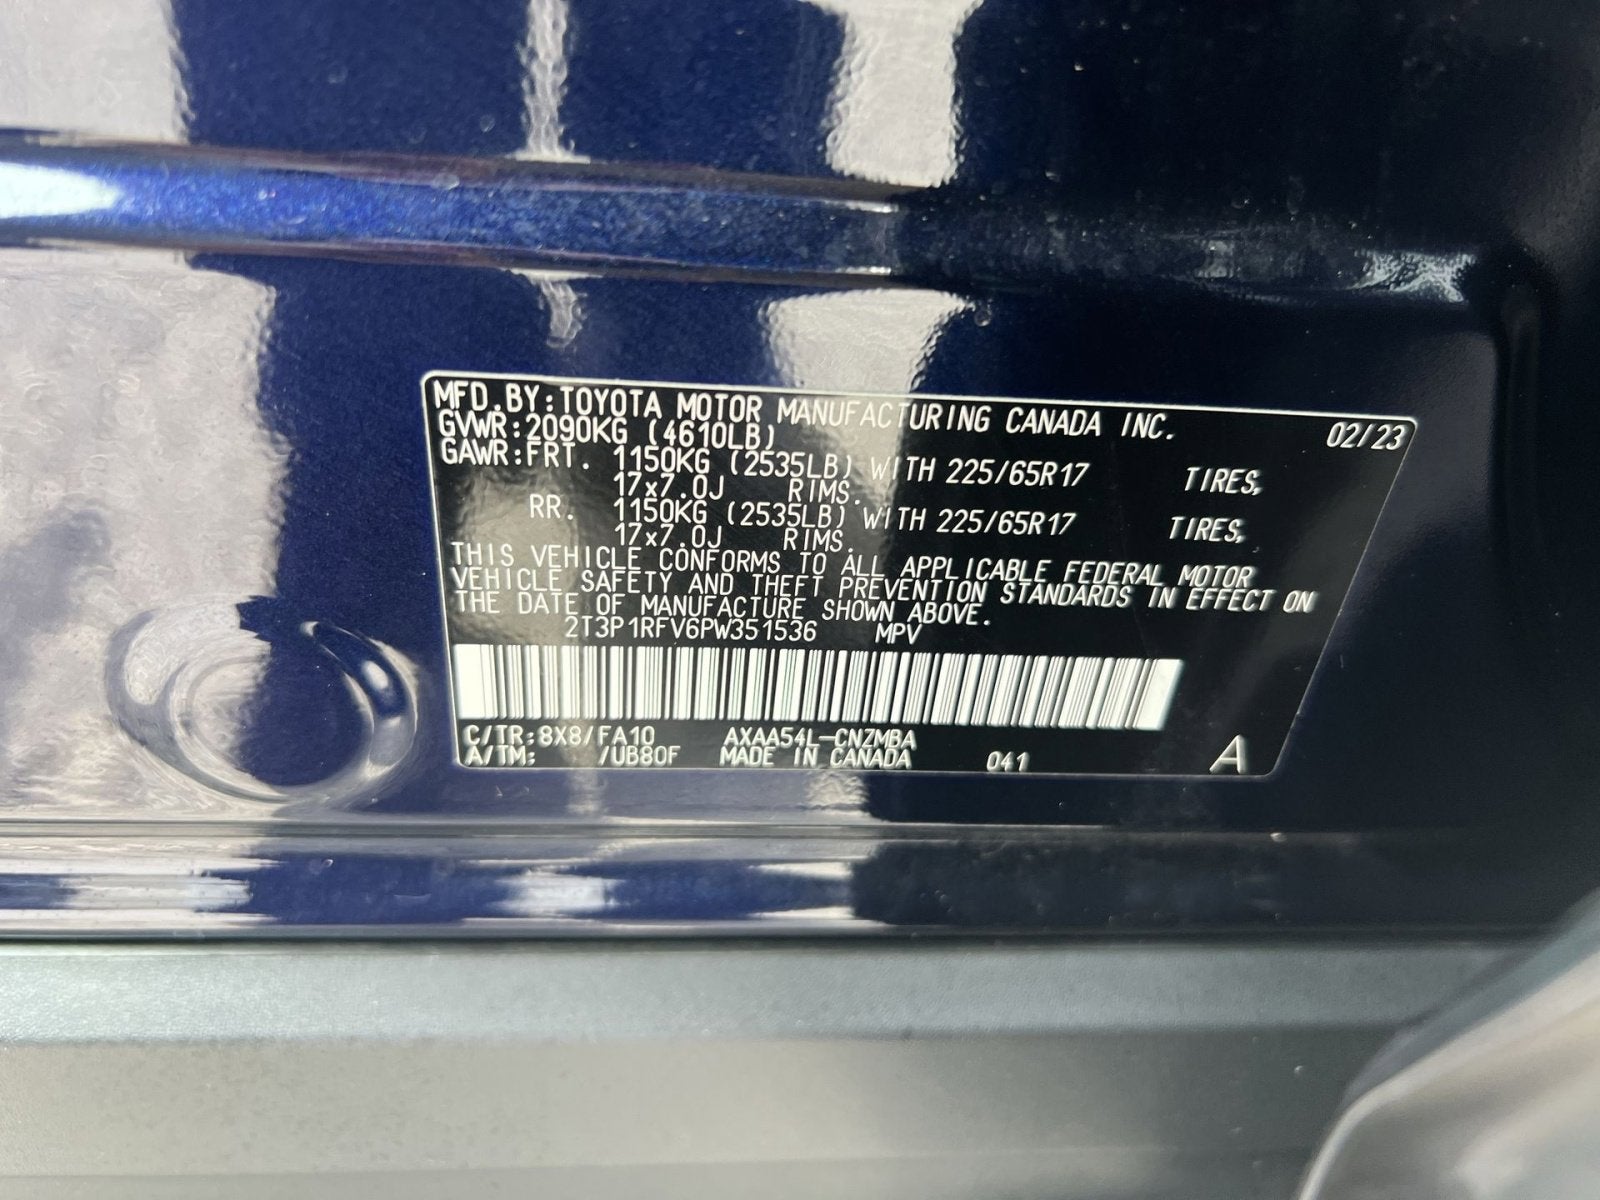 MFD.BY:TOYOTA MOTOR MANUFACTURING CANADA INC. 02/23
GVWR:2090KG (4610LB)
GAWR:FRT. 1150KG (2535LB) WITH 225/65R17 TIRES,
17x7.0J RIMS.
RR. 1150KG (2535LB) WITH 225/65R17 TIRES,
17x7.0J RIMS.
THIS VEHICLE CONFORMS TO ALL APPLICABLE FEDERAL MOTOR
VEHICLE SAFETY AND THEFT PREVENTION STANDARDS IN EFFECT ON
THE DATE OF MANUFACTURE SHOWN ABOVE.
2T3P1RFV6PW351536 MPV
C/TR:8X8/FA10 AXAA54L-CNZMBA
A/TM: /UB80F MADE IN CANADA 041 A